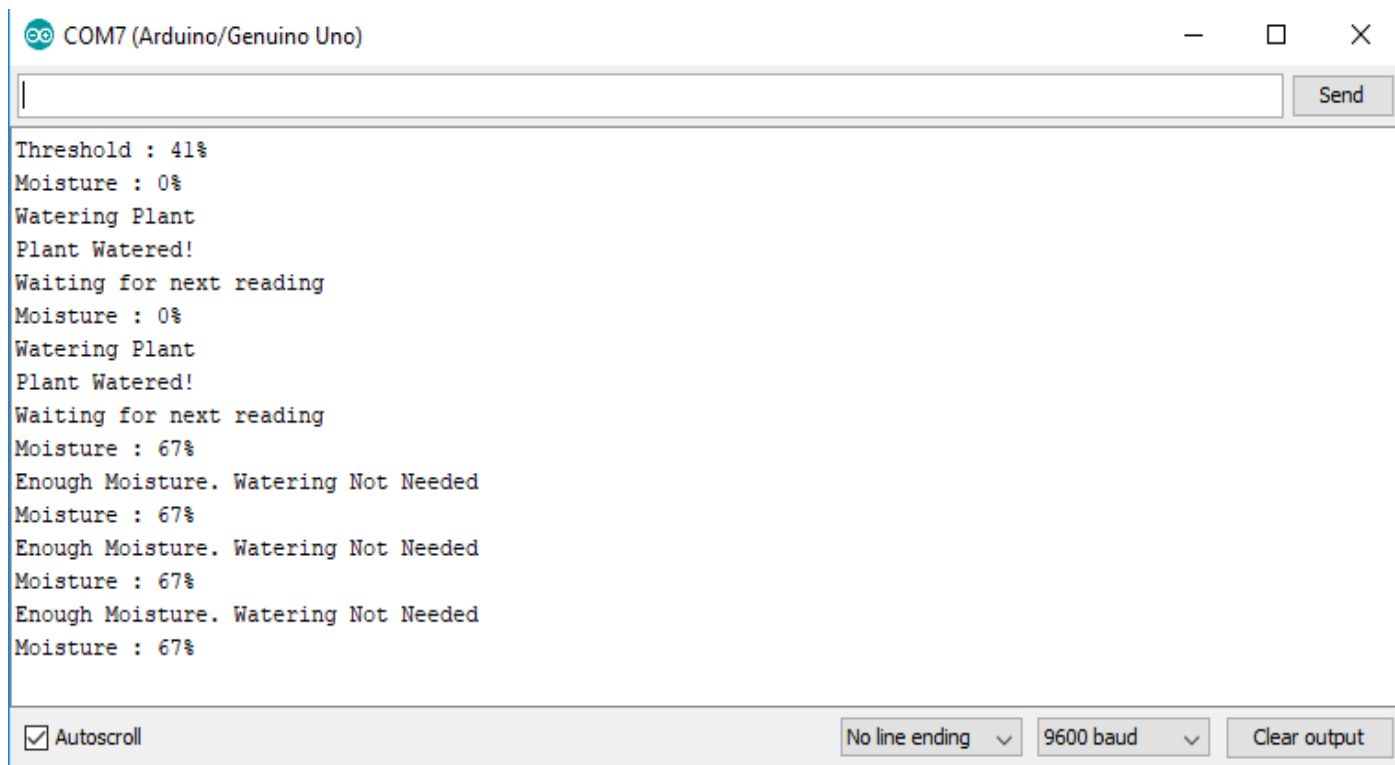 COM7 (Arduino/Genuino Uno)
Send
Threshold : 41%
Moisture : 0%
Watering Plant
Plant Watered!
Waiting for next reading
Moisture : 0%
Watering Plant
Plant Watered!
Waiting for next reading
Moisture : 67%
Enough Moisture. Watering Not Needed
Moisture : 67%
Enough Moisture. Watering Not Needed
Moisture : 67%
Enough Moisture. Watering Not Needed
Moisture : 67%
Autoscroll No line ending 9600 baud Clear output